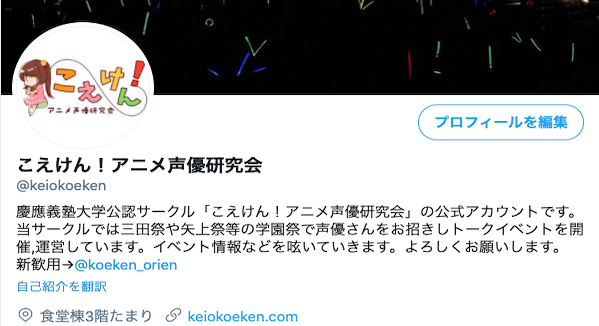 こえけん!
アニメ声優研究会
プロフィールを編集
こえけん！アニメ声優研究会
@keiokoeken
慶應義塾大学公認サークル「こえけん！アニメ声優研究会」の公式アカウントです。
当サークルでは三田祭や矢上祭等の学園祭で声優さんをお招きしトークイベントを開
催,運営しています。イベント情報などを呟いていきます。よろしくお願いします。
新歓用→@koeken_orien
自己紹介を翻訳
食堂棟3階たまり keiokoeken.com